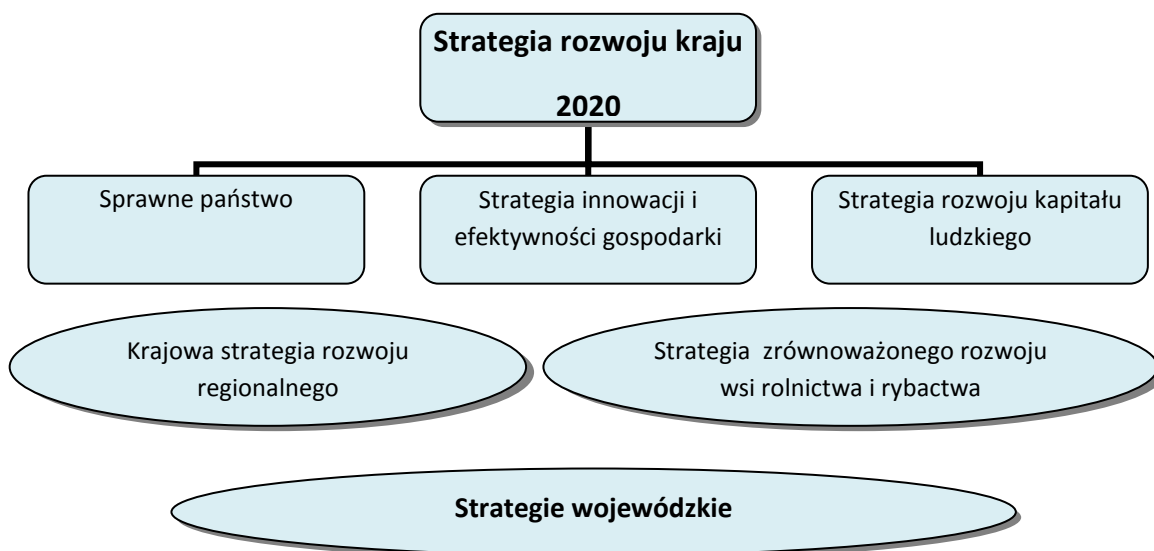 Strategia rozwoju kraju
2020
Sprawne państwo
Strategia innowacji i
efektywności gospodarki
Strategia rozwoju kapitału
ludzkiego
Krajowa strategia rozwoju
regionalnego
Strategia zrównoważonego rozwoju
wsi rolnictwa i rybactwa
Strategie wojewódzkie